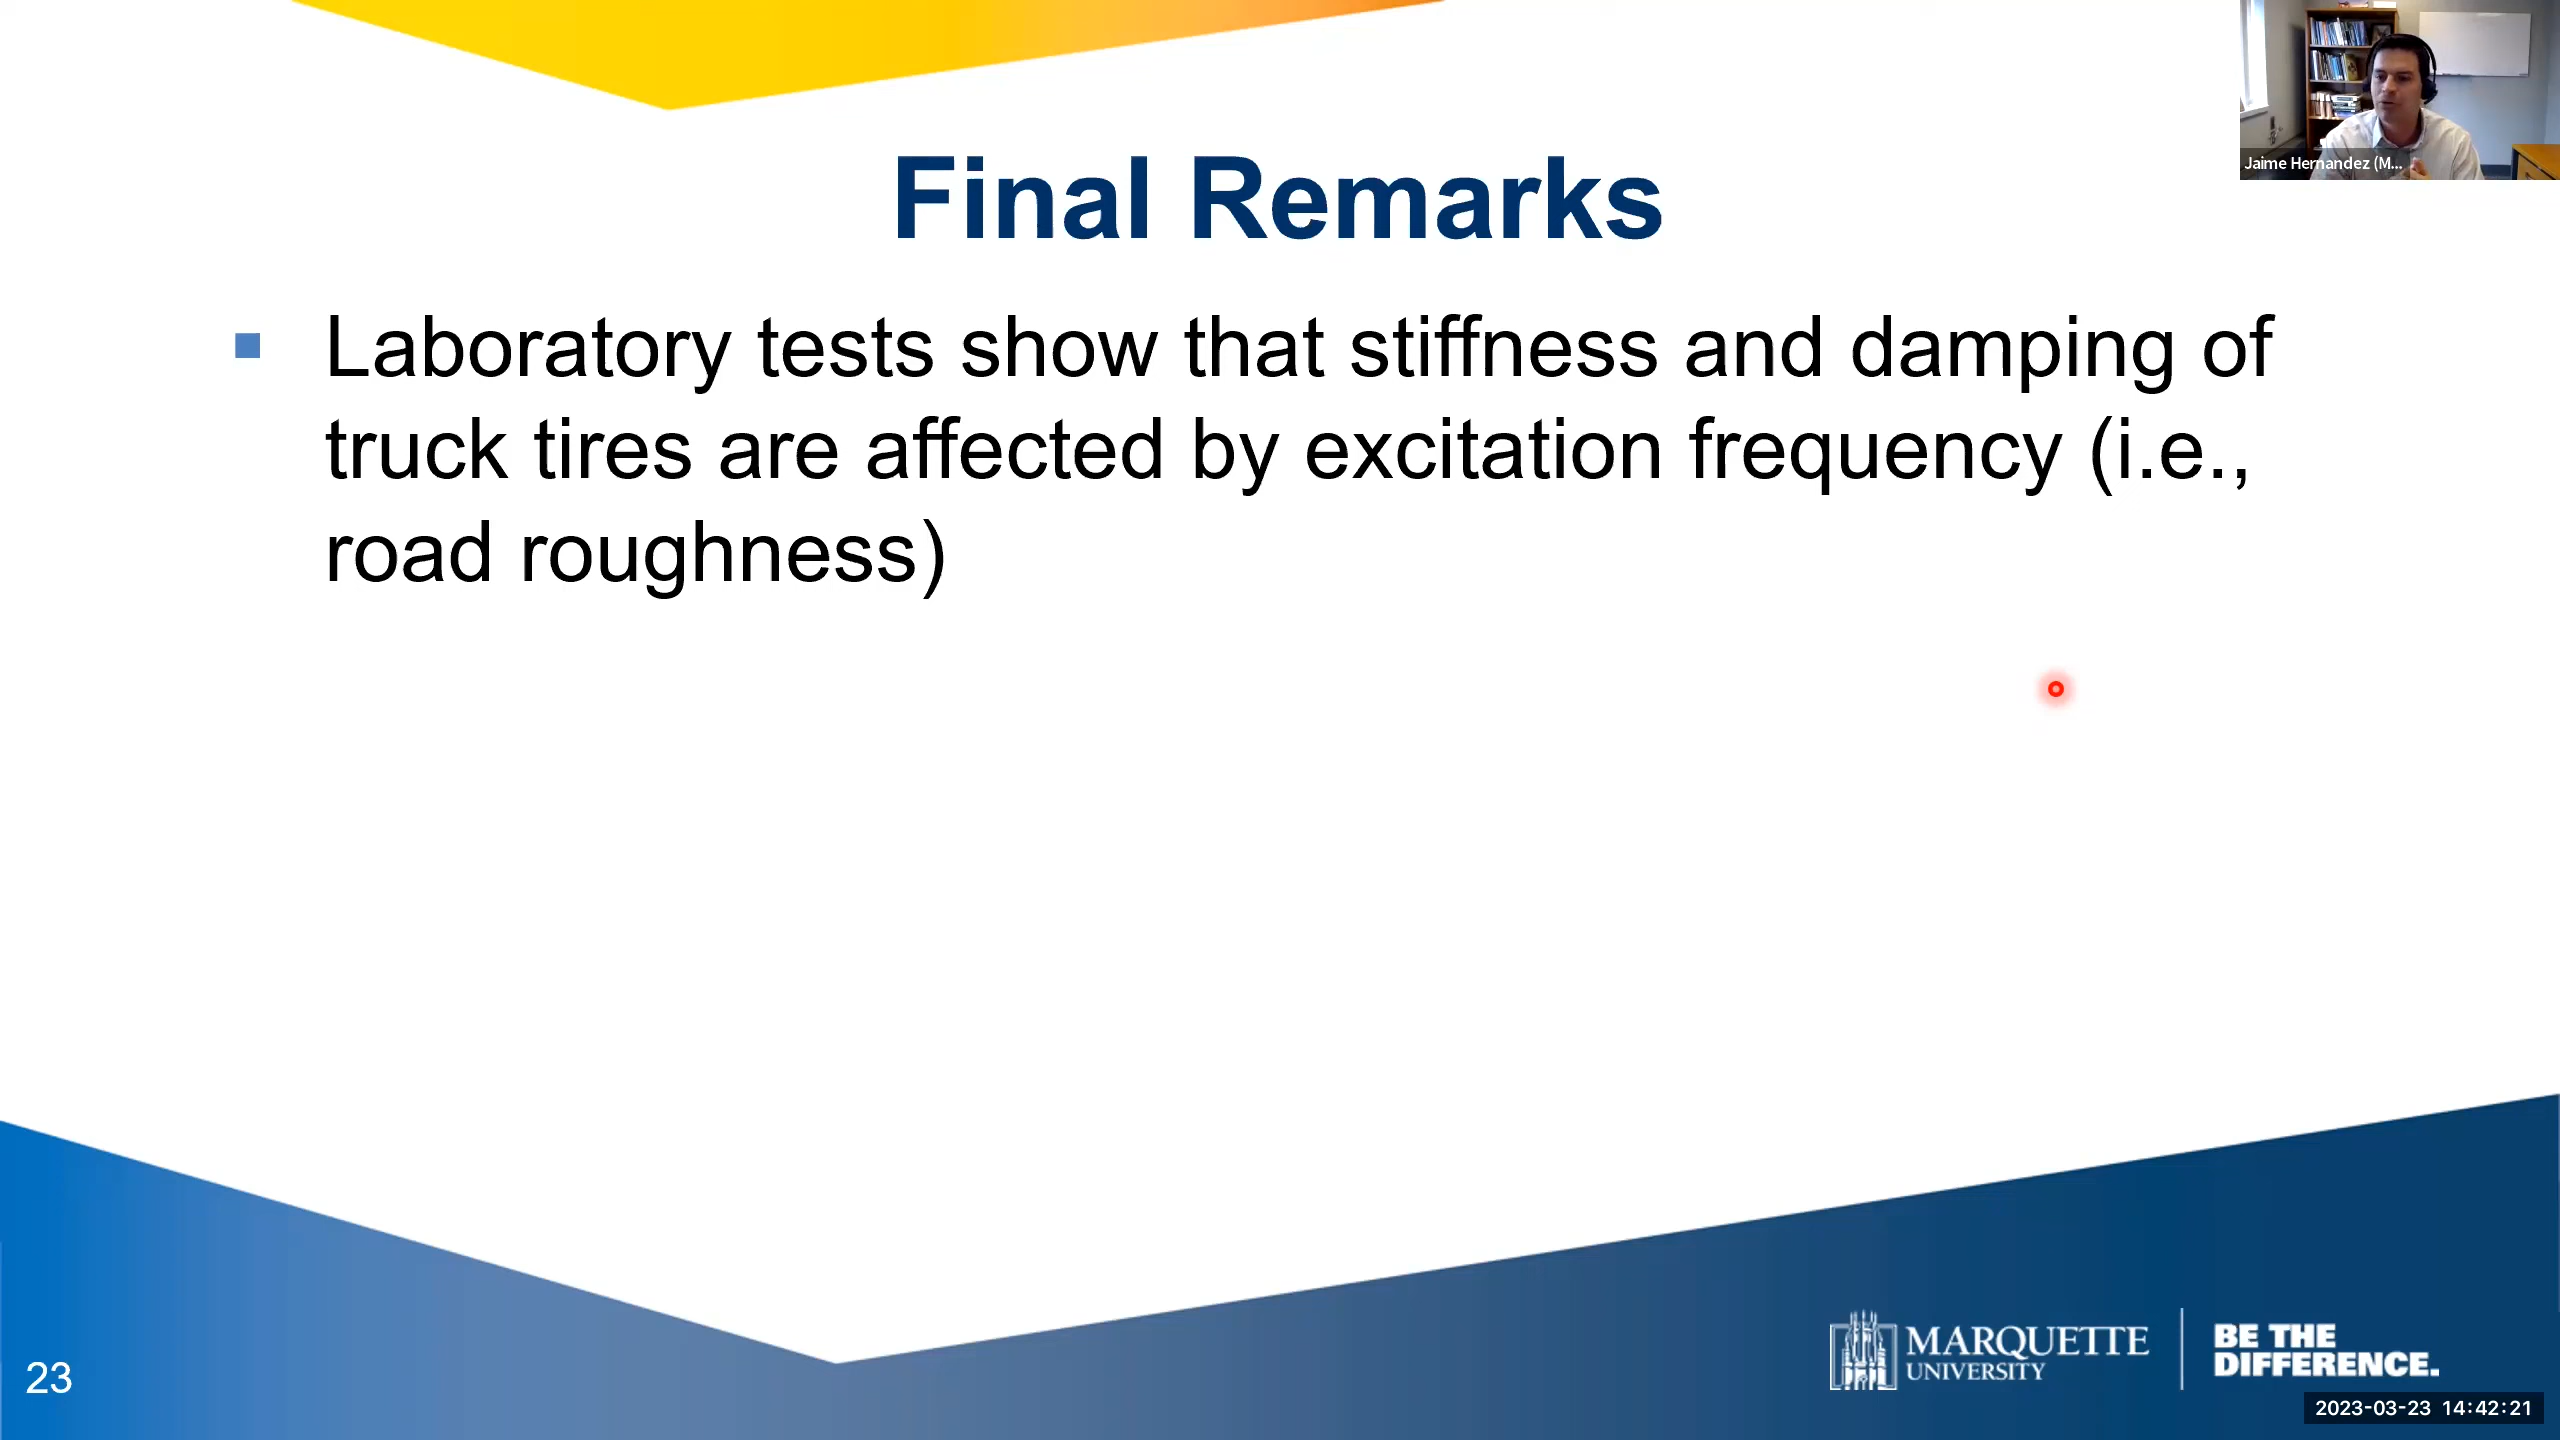 Jaime Hernandez (M...
Final Remarks
Laboratory tests show that stiffness and damping of
truck tires are affected by excitation frequency (i.e.,
road roughness)
23
MARQUETTE
UNIVERSITY
BE THE
DIFFERENCE.
2023-03-23 14:42:21